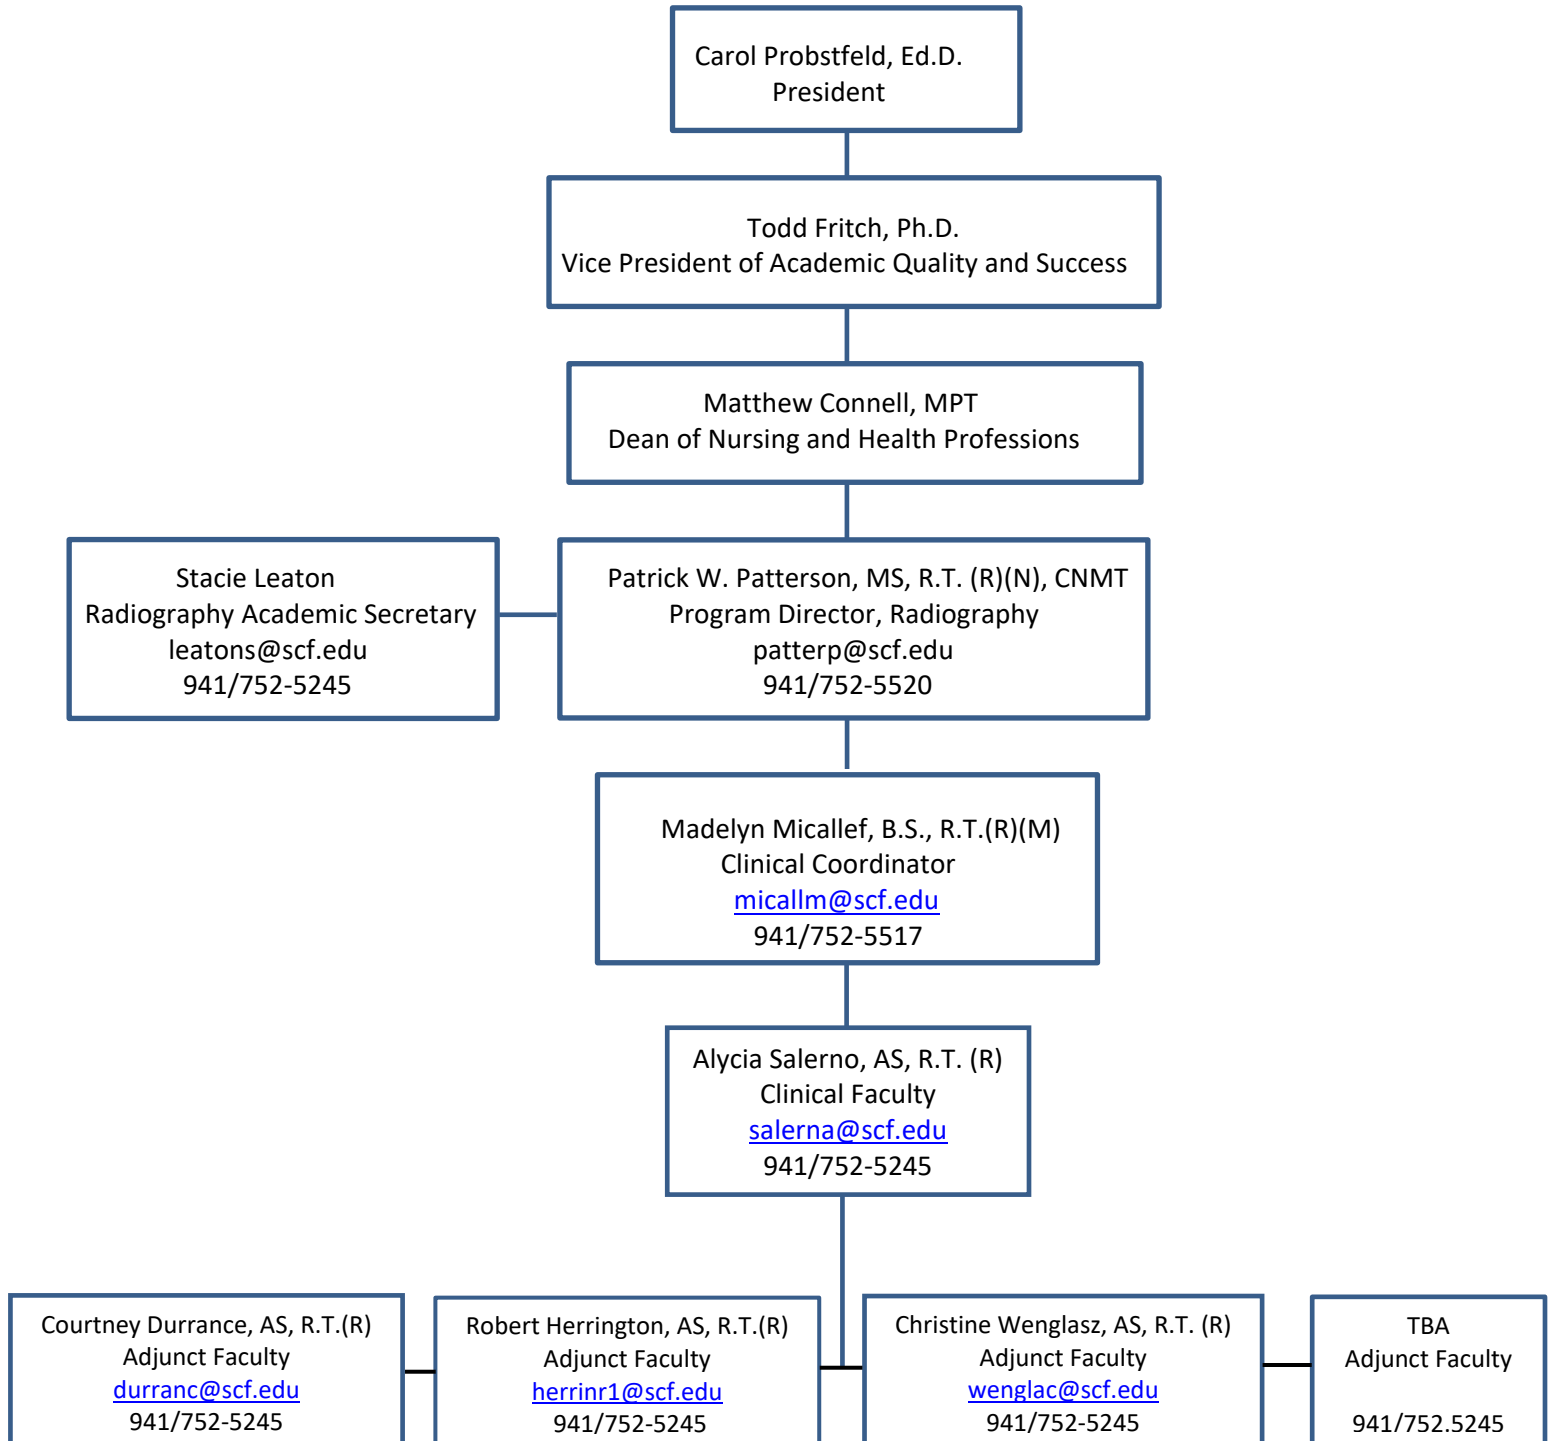 Carol Probstfeld, Ed.D.
President
Todd Fritch, Ph.D.
Vice President of Academic Quality and Success
Matthew Connell, MPT
Dean of Nursing and Health Professions
Stacie Leaton
Radiography Academic Secretary
leatons@scf.edu
941/752-5245
Patrick W. Patterson, MS, R.T. (R)(N), CNMT
Program Director, Radiography
patterp@scf.edu
941/752-5520
Madelyn Micallef, B.S., R.T.(R)(M)
Clinical Coordinator
micallm@scf.edu
941/752-5517
Alycia Salerno, AS, R.T. (R)
Clinical Faculty
salerna@scf.edu
941/752-5245
Courtney Durrance, AS, R.T.(R)
Adjunct Faculty
durranc@scf.edu
941/752-5245
Robert Herrington, AS, R.T.(R)
Adjunct Faculty
herrinr1@scf.edu
941/752-5245
Christine Wenglasz, AS, R.T. (R)
Adjunct Faculty
wenglac@scf.edu
941/752-5245
TBA
Adjunct Faculty
941/752.5245